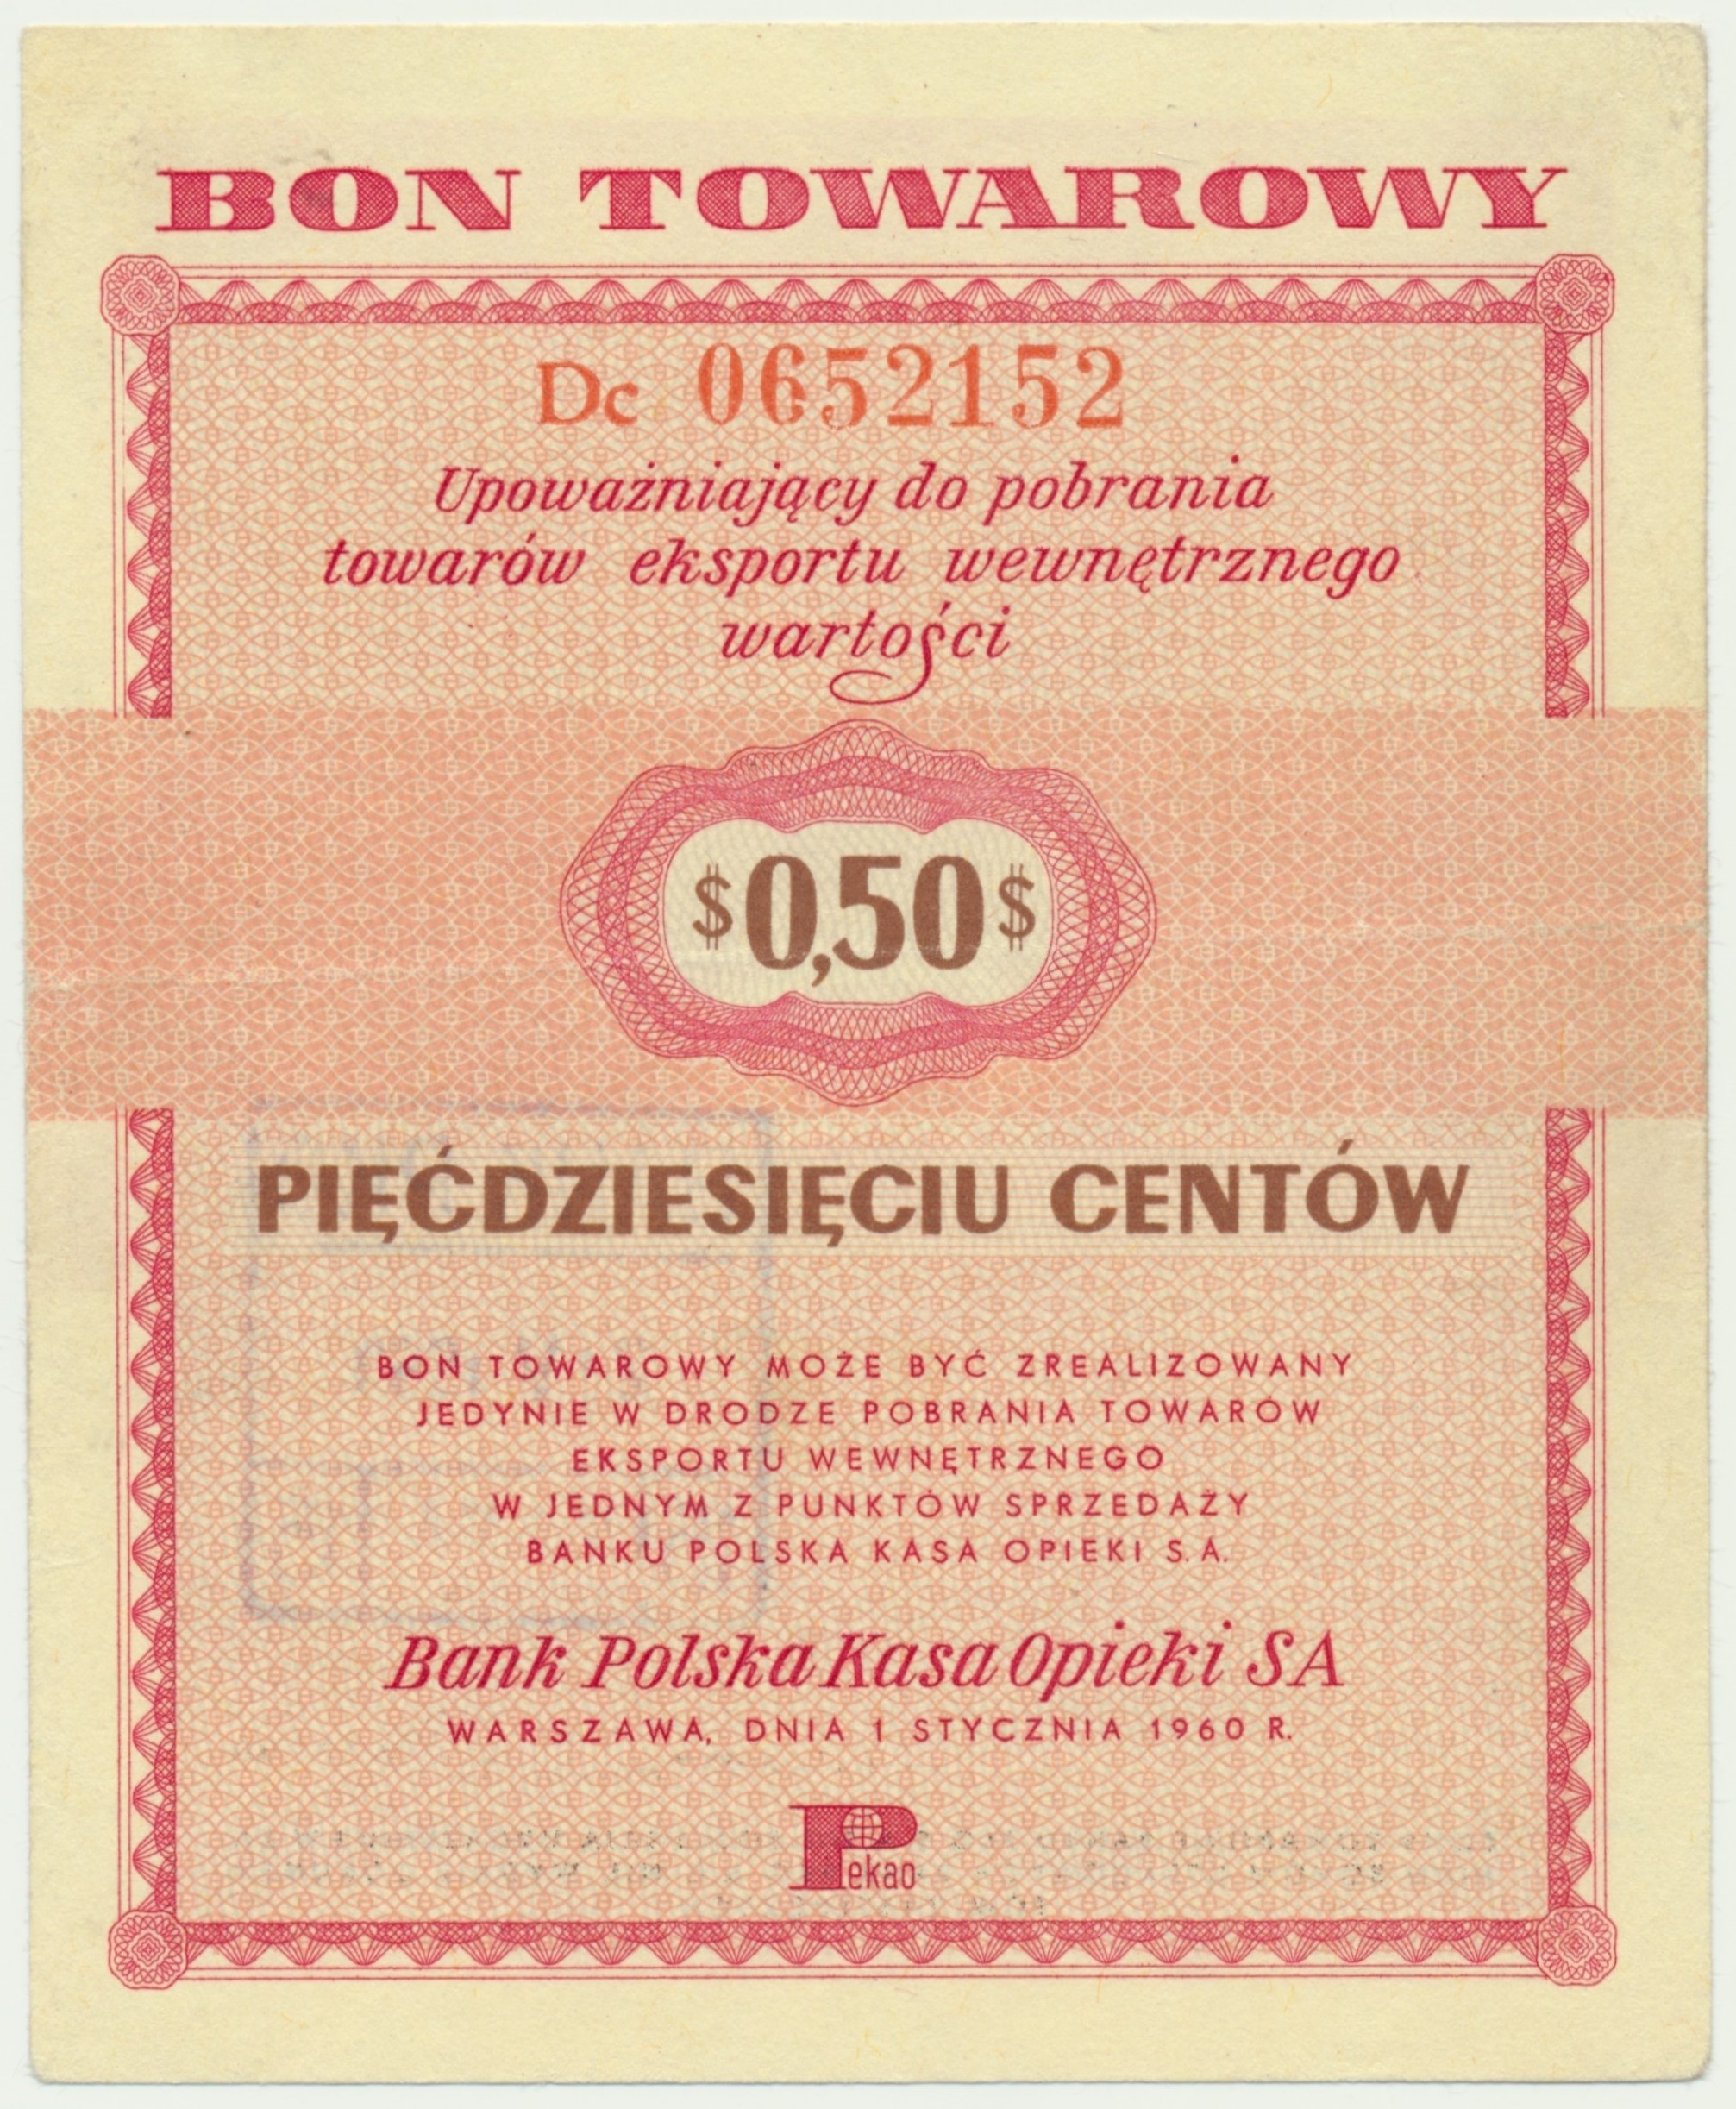 BON TOWAROWY
Dc 0652152
Upoważniający do pobrania
towarów eksportu wewnętrznego
wartości
$0,50$
PIĘĆDZIESIĘCIU CENTÓW
BON TOWAROWY MOŻE BYĆ ZREALIZOWANY
JEDYNIE W DRODZE POBRANIA TOWARÓW
EKSPORTU WEWNĘTRZNEGO
W JEDNYM Z PUNKTÓW SPRZEDAŻY
BANKU POLSKA KASA OPIEKI S.A.
Bank Polska Kasa Opieki SA
WARSZAWA, DNIA 1 STYCZNIA 1960 R.
Pekao